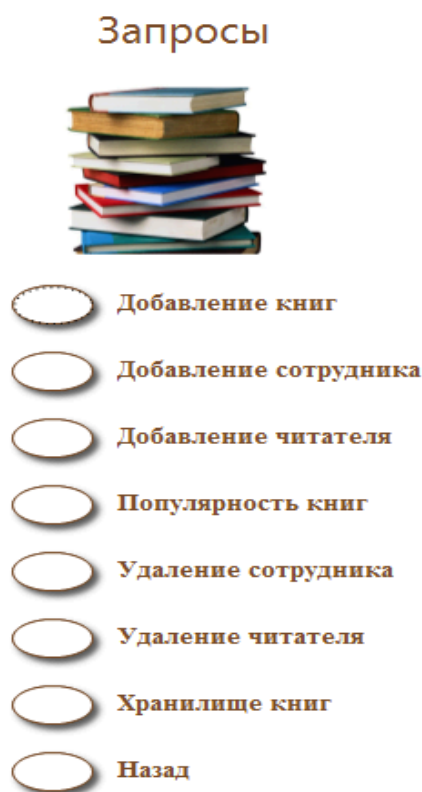 Запросы
Добавление книг
Добавление сотрудника
Добавление читателя
Популярность книг
Удаление сотрудника
Удаление читателя
Хранилище книг
Назад